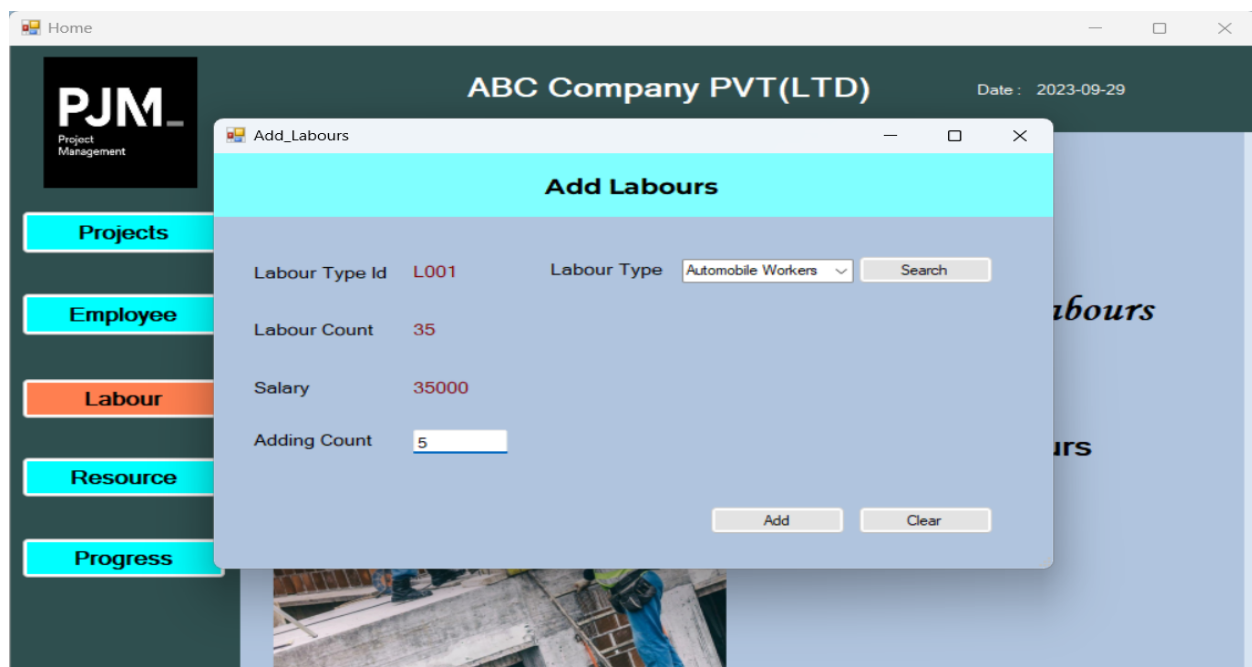 Home
PJM_
Project
Management
ABC Company PVT(LTD)
Date : 2023-09-29
Add_Labours
Add Labours
Projects
Employee
Labour
Resource
Progress
Labour Type Id L001 Labour Type Automobile Workers Search
Labour Count 35
Salary 35000
Adding Count 5
Add Clear